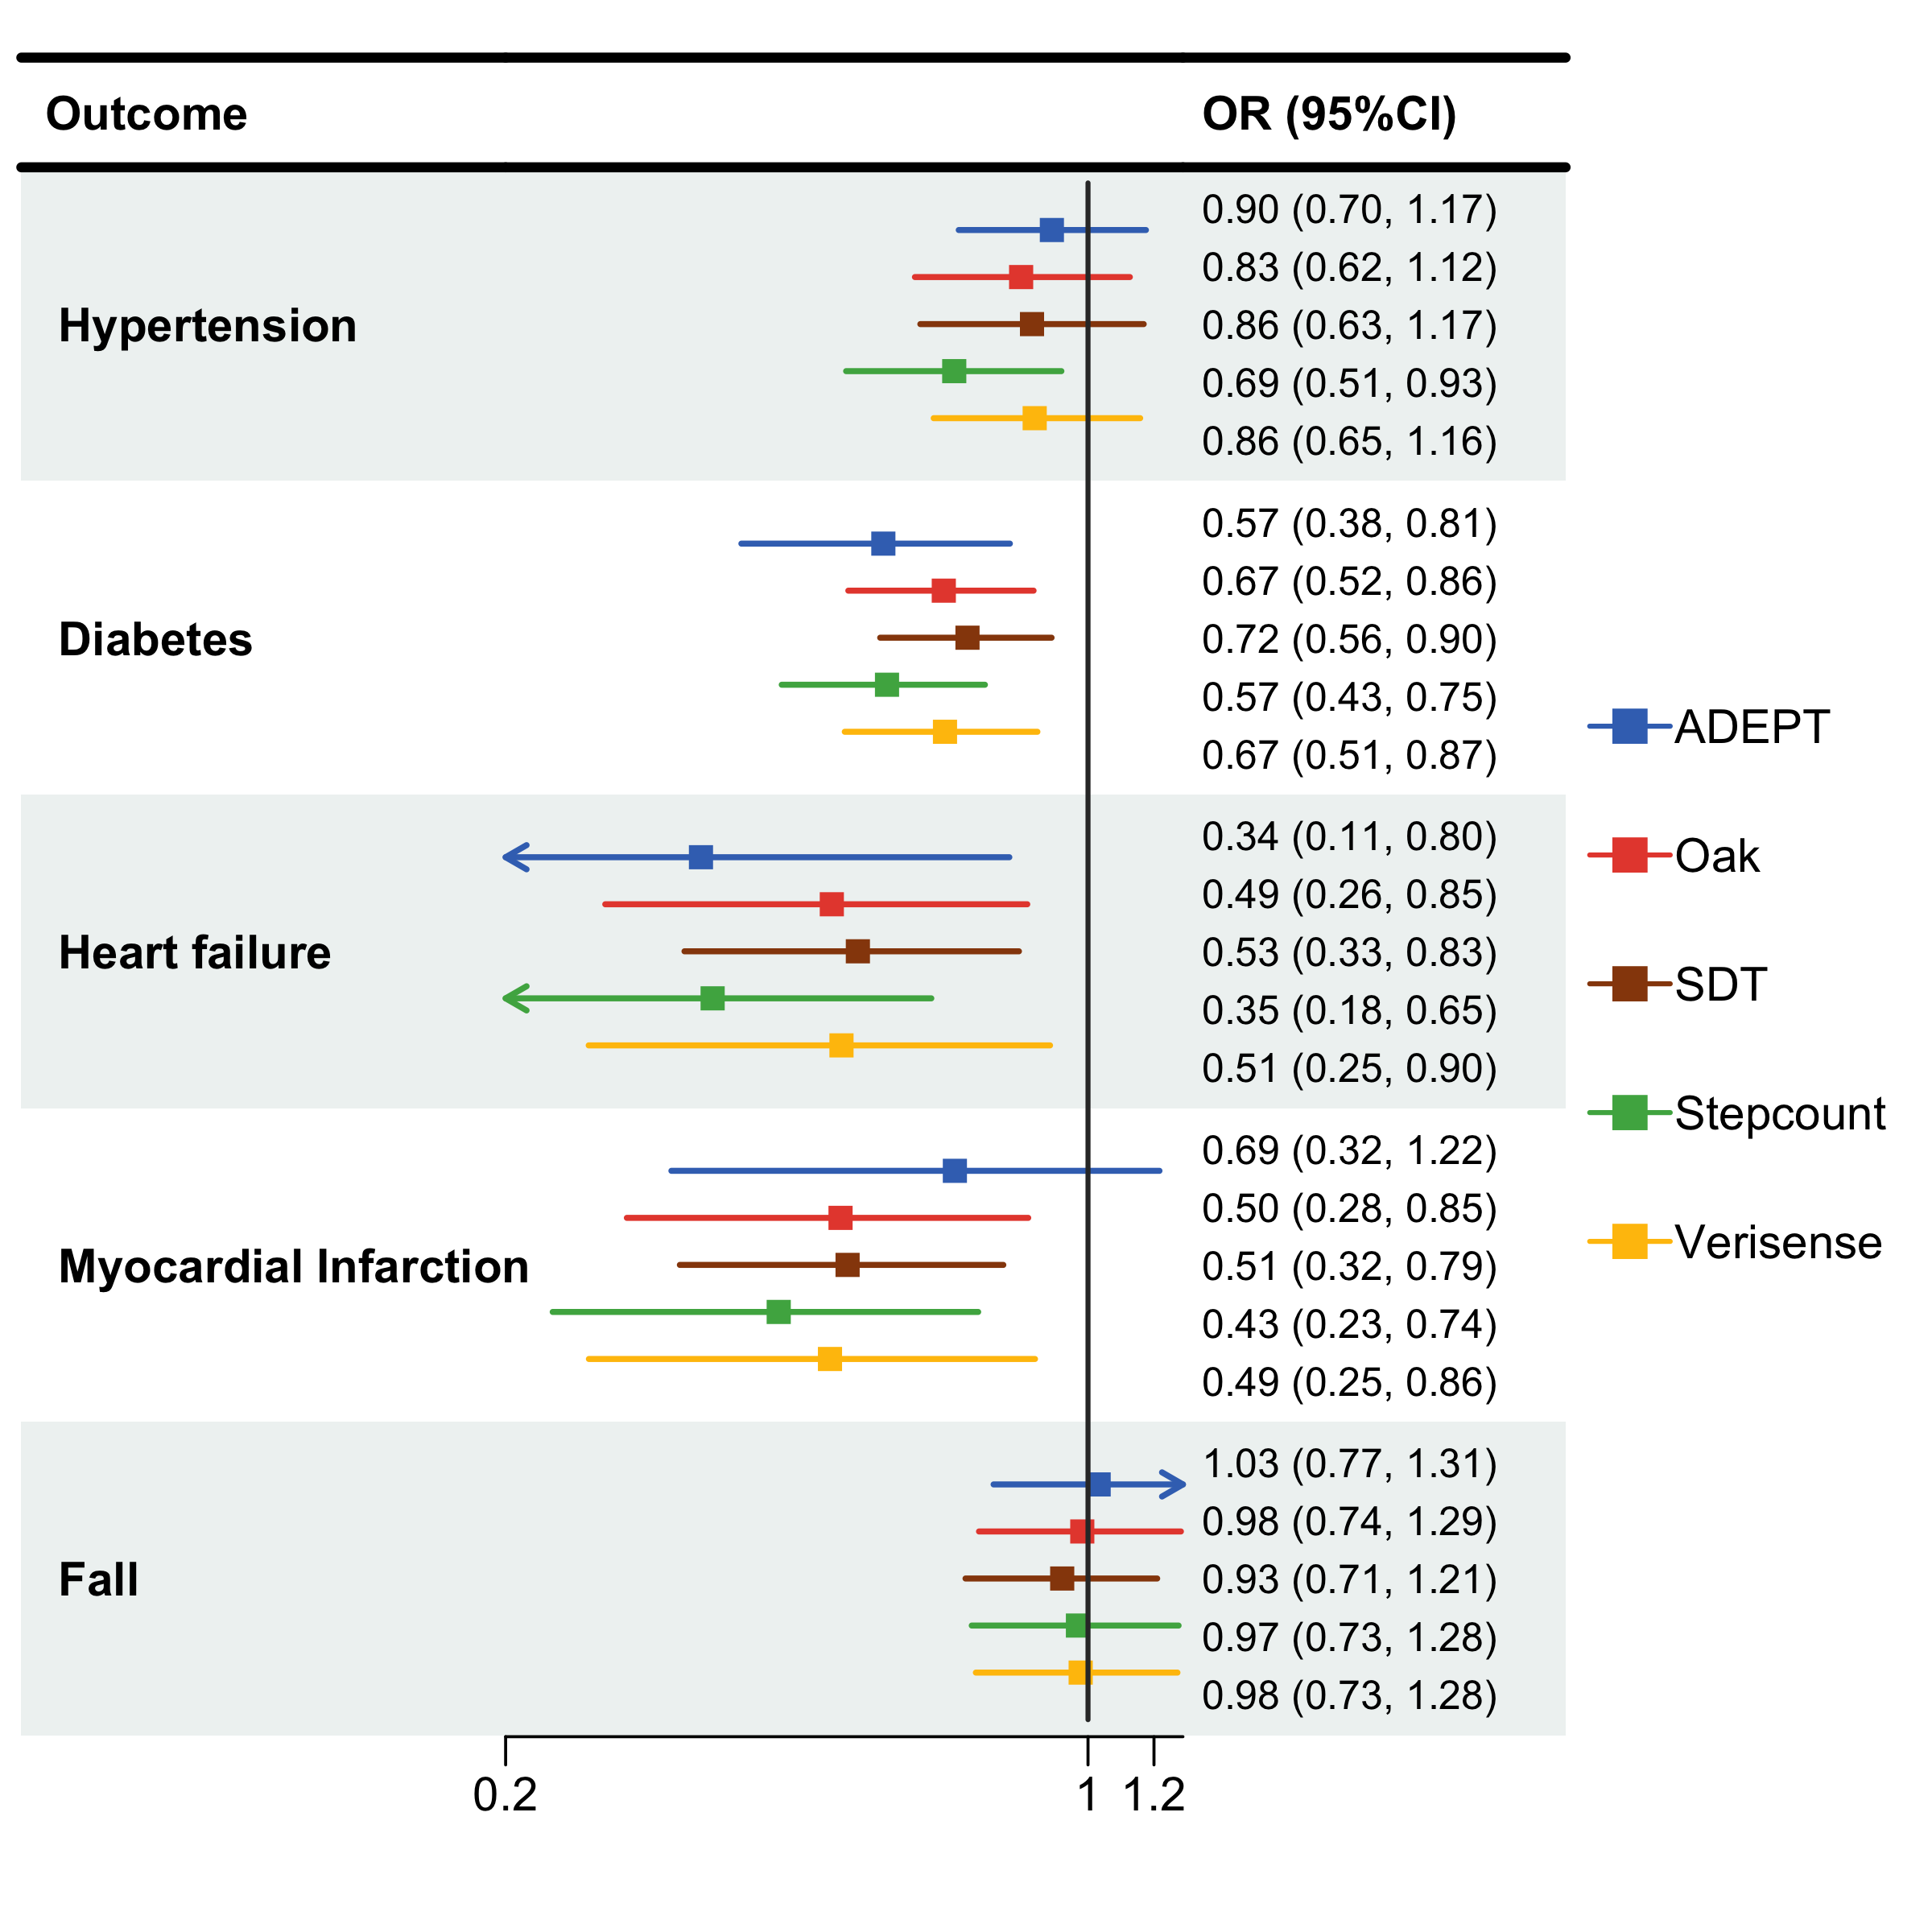 Outcome OR (95%CI)
Hypertension
0.90 (0.70, 1.17)
0.83 (0.62, 1.12)
0.86 (0.63, 1.17)
0.69 (0.51, 0.93)
0.86 (0.65, 1.16)
Diabetes
0.57 (0.38, 0.81)
0.67 (0.52, 0.86)
0.72 (0.56, 0.90)
0.57 (0.43, 0.75)
0.67 (0.51, 0.87)
Heart failure
0.34 (0.11, 0.80)
0.49 (0.26, 0.85)
0.53 (0.33, 0.83)
0.35 (0.18, 0.65)
0.51 (0.25, 0.90)
Myocardial Infarction
0.69 (0.32, 1.22)
0.50 (0.28, 0.85)
0.51 (0.32, 0.79)
0.43 (0.23, 0.74)
0.49 (0.25, 0.86)
Fall
1.03 (0.77, 1.31)
0.98 (0.74, 1.29)
0.93 (0.71, 1.21)
0.97 (0.73, 1.28)
0.98 (0.73, 1.28)
0.2 1 1.2
ADEPT
Oak
SDT
Stepcount
Verisense